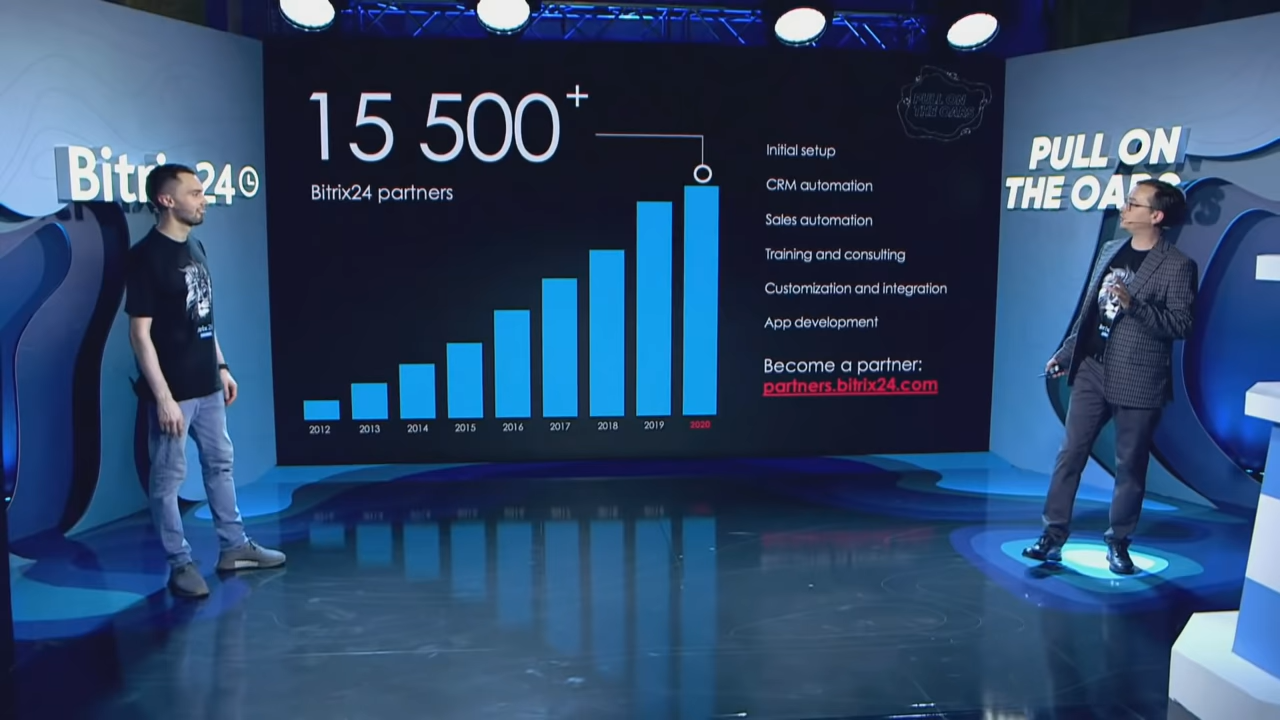 Bitrix24
15 500+
Bitrix24 partners
2012
2013
2014
2015
2016
2017
2018
2019
2020
PULL ON
THE OARS
Initial setup
CRM automation
Sales automation
Training and consulting
Customization and integration
App development
Become a partner:
partners.bitrix24.com
PULL ON
THE OARS